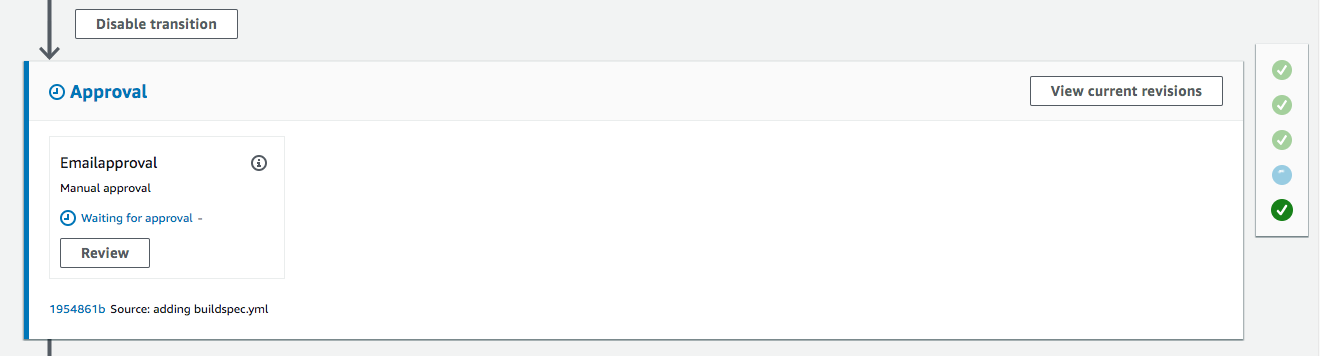 Disable transition
Approval
View current revisions
Emailapproval
Manual approval
Waiting for approval -
Review
1954861b Source: adding buildspec.yml